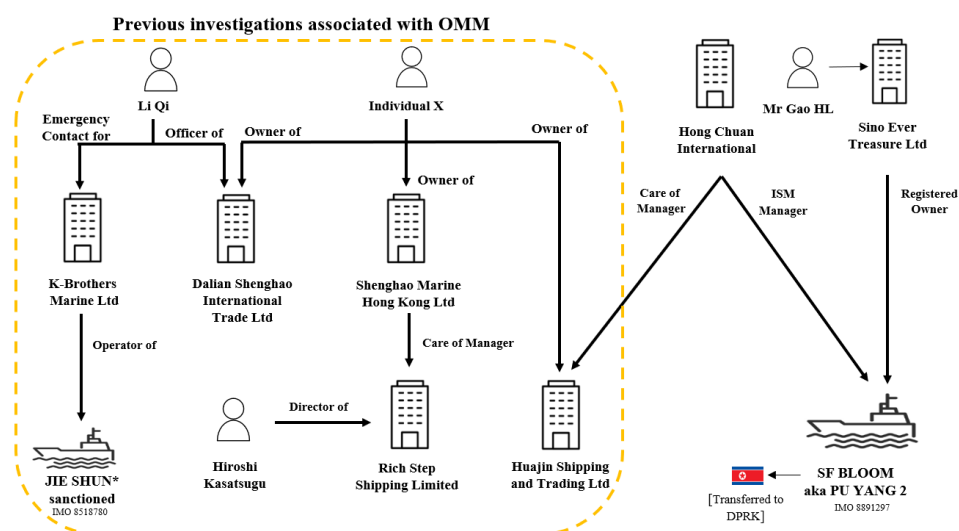 Previous investigations associated with OMM
Li Qi
Individual X
Hong Chuan
International
Mr Gao HL
Sino Ever
Treasure Ltd
Emergency
Contact for
Officer of
Owner of
Owner of
Owner of
Care of
Manager
ISM
Manager
Registered
Owner
K-Brothers
Marine Ltd
Dalian Shenghao
International
Trade Ltd
Shenghao Marine
Hong Kong Ltd
Operator of
Care of Manager
Director of
JIE SHUN*
sanctioned
IMO 8518780
Hiroshi
Kasatsugu
Rich Step
Shipping Limited
Huajin Shipping
and Trading Ltd
[Transferred to
DPRK]
SF BLOOM
aka PU YANG 2
IMO 8891297